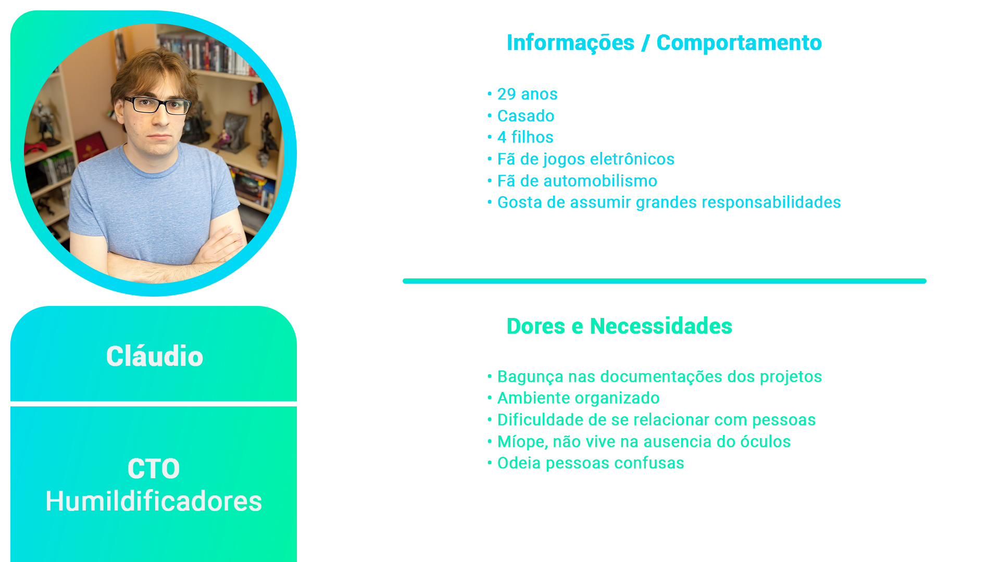 Cláudio
CTO
Humildificadores
Informações / Comportamento
• 29 anos
• Casado
• 4 filhos
• Fã de jogos eletrônicos
• Fã de automobilismo
• Gosta de assumir grandes responsabilidades
Dores e Necessidades
• Bagunça nas documentações dos projetos
• Ambiente organizado
• Dificuldade de se relacionar com pessoas
• Míope, não vive na ausencia do óculos
• Odeia pessoas confusas